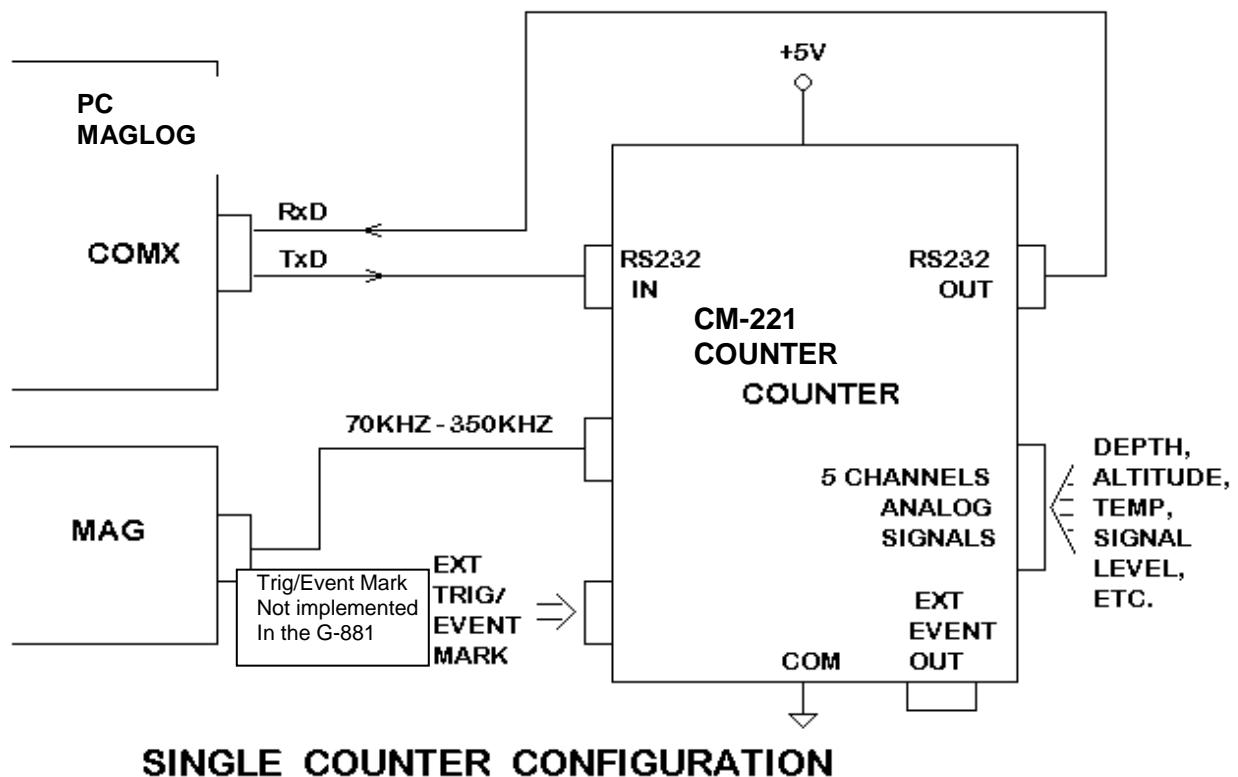 +5V
PC
MAGLOG
COMX
RxD
TxD
RS232
IN
RS232
OUT
CM-221
COUNTER
COUNTER
70KHZ - 350KHZ
MAG
5 CHANNELS
ANALOG
SIGNALS
DEPTH,
ALTITUDE,
TEMP,
SIGNAL
LEVEL,
ETC.
Trig/Event Mark
Not implemented
In the G-881
EXT
TRIG/
EVENT
MARK
EXT
EVENT
OUT
COM
SINGLE COUNTER CONFIGURATION